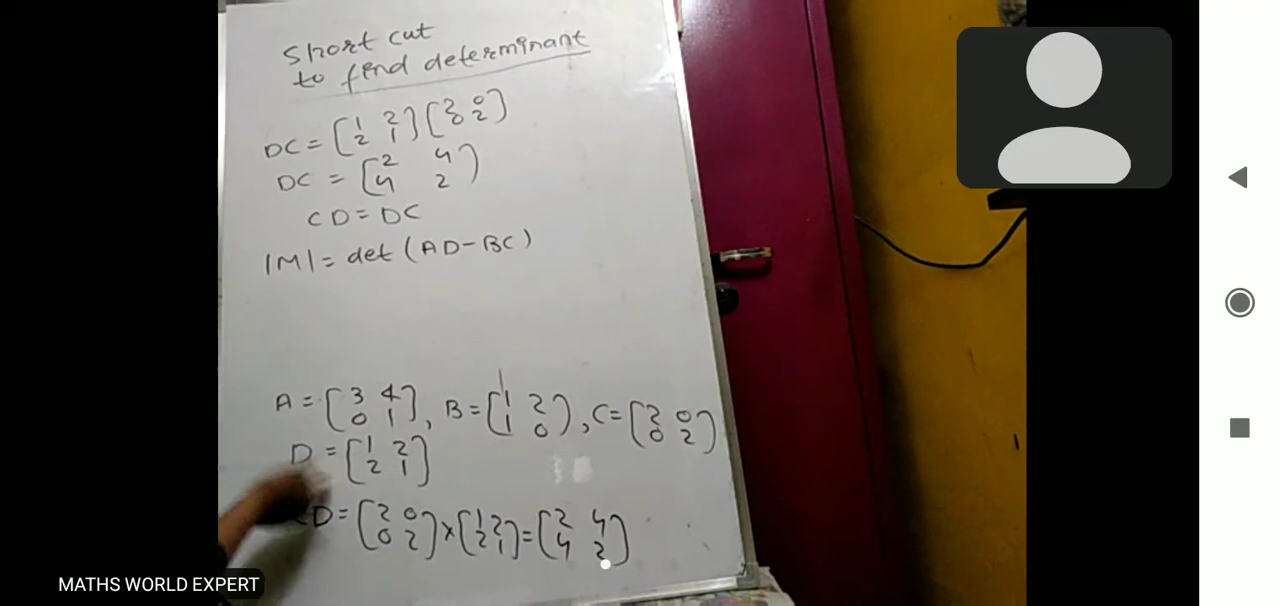 Short cut
to find determinant
DC = [1 2 2 1] [2 0 0 2]
DC = [2 4 4 2]
CD = DC
|M| = det (AD - BC)
A = [3 4 0 1], B = [1 2 1 0], C = [2 0 0 2]
D = [1 2 2 1]
CD = [2 0 0 2] × [1 2 2 1] = [2 4 4 2]
MATHS WORLD EXPERT